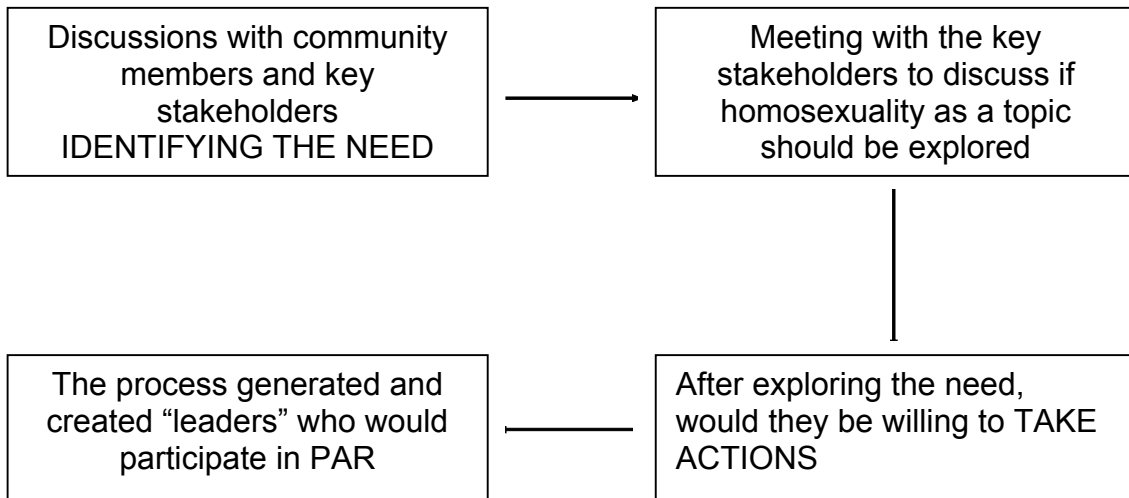 Discussions with community
members and key
stakeholders
IDENTIFYING THE NEED
Meeting with the key
stakeholders to discuss if
homosexuality as a topic
should be explored
After exploring the need,
would they be willing to TAKE
ACTIONS
The process generated and
created “leaders” who would
participate in PAR